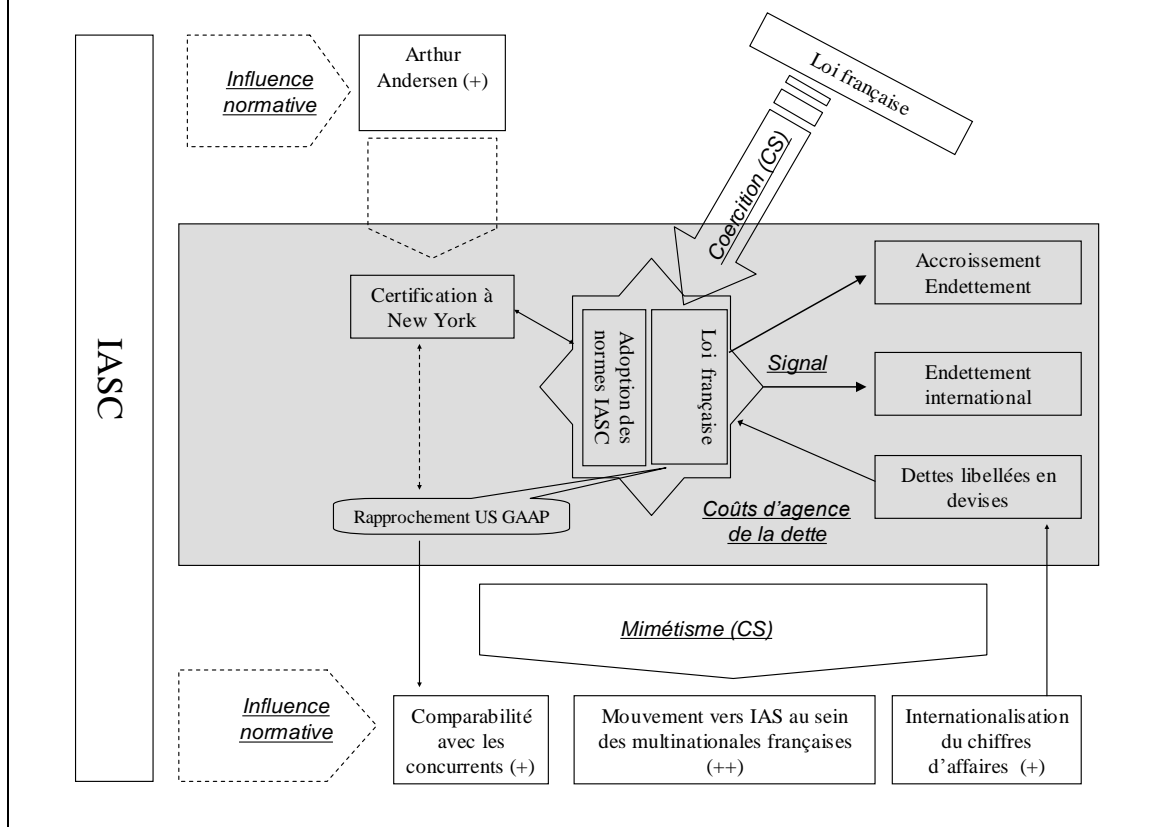 IASC
Influence
normative
Arthur
Andersen (+)
Loi française
Coercition (CS)
Certification à
New York
Adoption des
normes IASC
Loi française
Accroissement
Endettement
Signal
Endettement
international
Dettes libellées en
devises
Rapprochement US GAAP
Coûts d'agence
de la dette
Mimétisme (CS)
Influence
normative
Comparabilité
avec les
concurrents (+)
Mouvement vers IAS au sein
des multinationales françaises
(++)
Internationalisation
du chiffres
d'affaires (+)